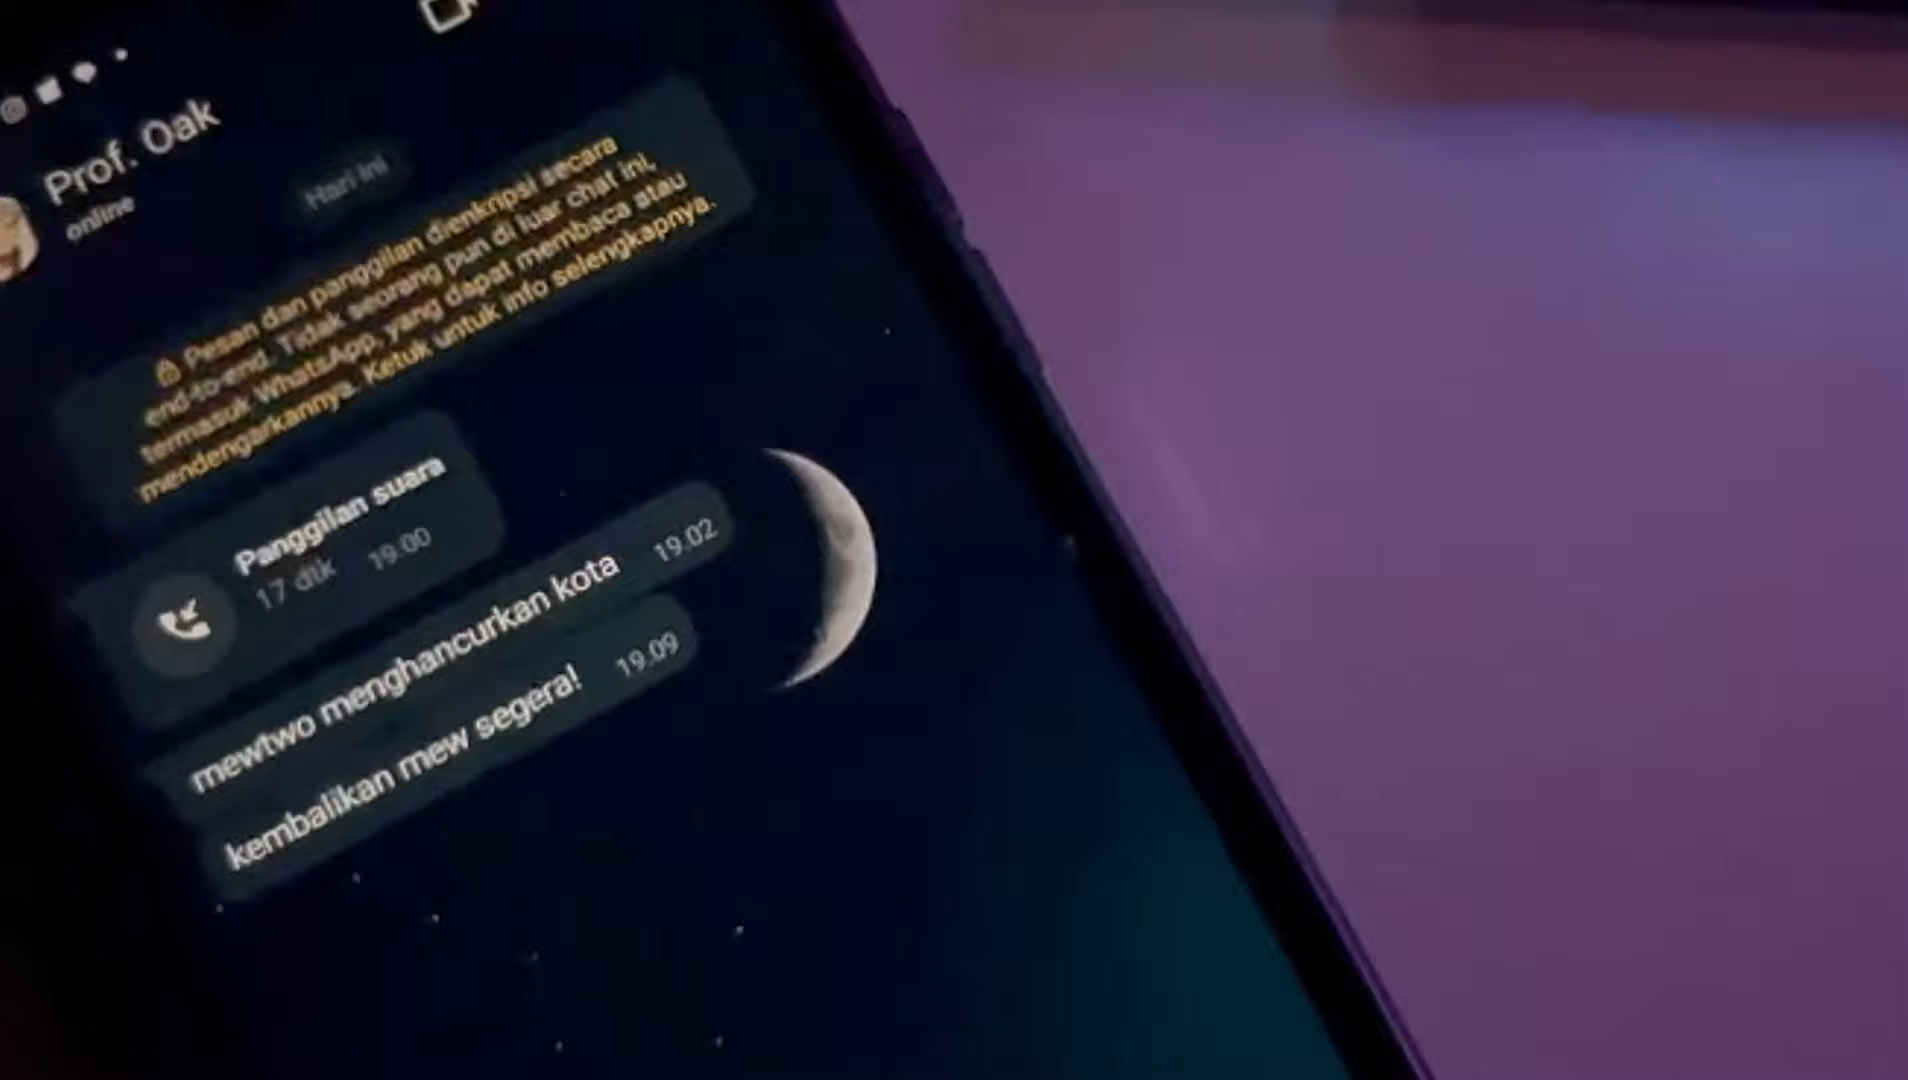 Prof. Oak
online
Hari ini
Pesan dan panggilan dienkripsi secara
end-to-end. Tidak seorang pun di luar chat ini,
termasuk WhatsApp, yang dapat membaca atau
mendengarkannya. Ketuk untuk info selengkapnya.
Panggilan suara
17 dtk 19.00
mewtwo menghancurkan kota 19.02
kembalikan mew segera! 19.09